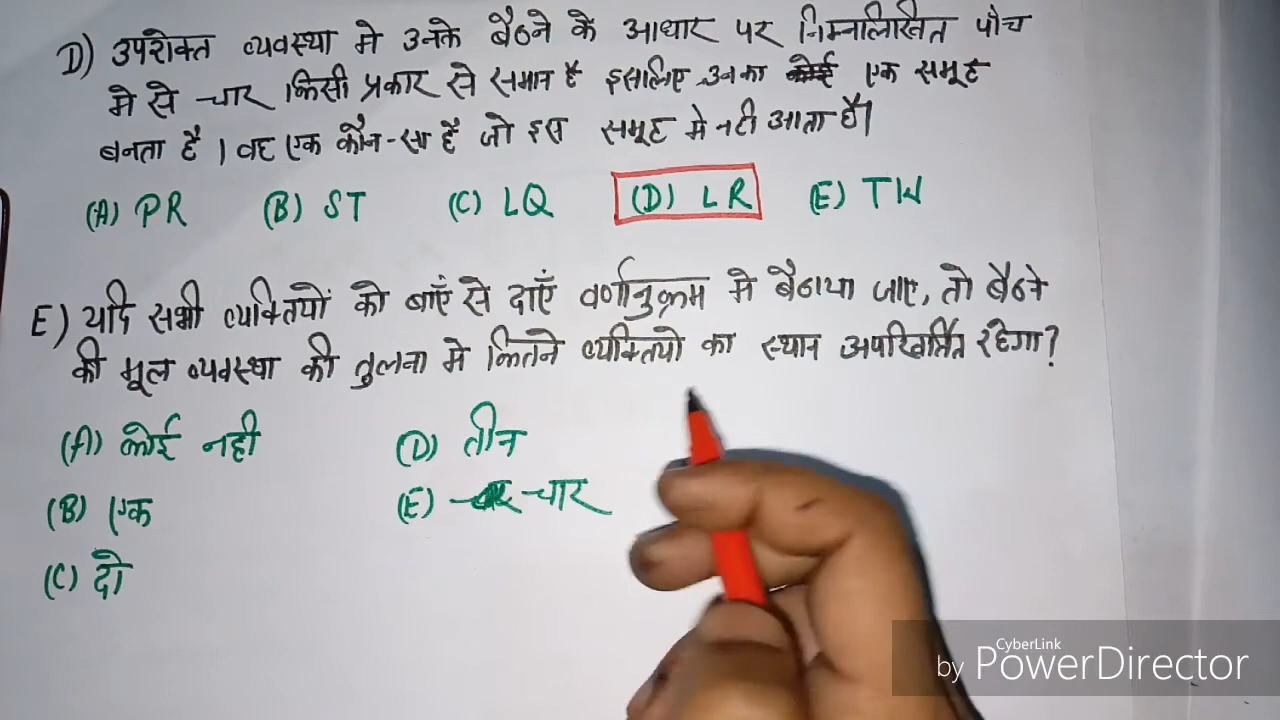 D) उपरोक्त व्यवस्था मे उनके बैठने के आधार पर निम्नलिखित पाँच
मे से चार किसी प्रकार से समान है इसलिए उनका एक समूह
बनता है । वह एक कौन-सा है जो इस समूह मे नही आता है।
(A) PR (B) ST (C) LQ (D) LR (E) TW
E) यदि सभी व्यक्तियों को बाएँ से दाएँ वर्णानुक्रम मे बैठाया जाए, तो बैठने
की मूल व्यवस्था की तुलना मे कितने व्यक्तियो का स्थान अपरिवर्तित रहेगा?
(A) कोई नही (D) तीन
(B) एक (E) चार
(C) दो
CyberLink
by PowerDirector